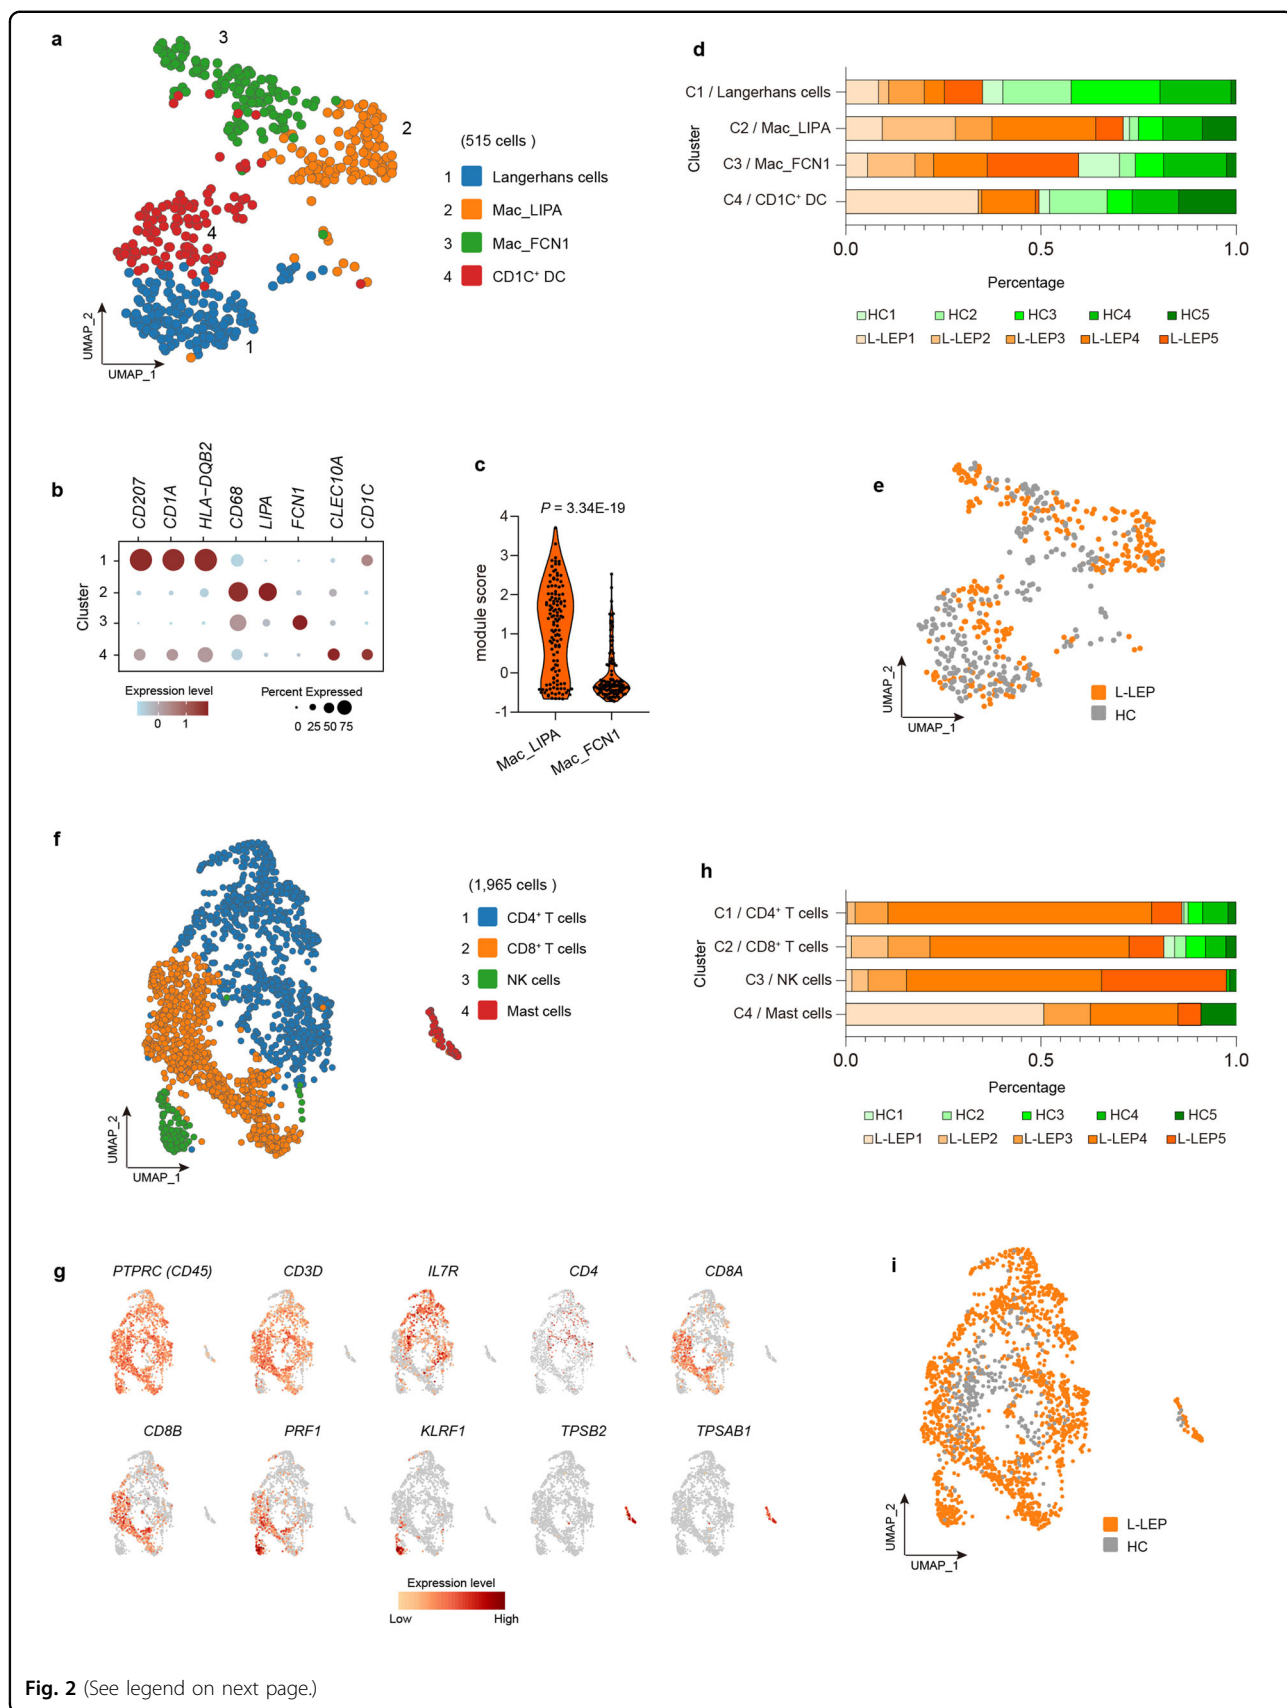 a
3
2
4
1
UMAP_2
UMAP_1
(515 cells )
1 Langerhans cells
2 Mac_LIPA
3 Mac_FCN1
4 CD1C⁺ DC
d
Cluster
C1 / Langerhans cells
C2 / Mac_LIPA
C3 / Mac_FCN1
C4 / CD1C⁺ DC
0.0 0.5 1.0
Percentage
HC1 HC2 HC3 HC4 HC5
L-LEP1 L-LEP2 L-LEP3 L-LEP4 L-LEP5
b
CD207 CD1A HLA-DQB2 CD68 LIPA FCN1 CLEC10A CD1C
Cluster
1
2
3
4
Expression level
0 1
Percent Expressed
0 25 50 75
c
P = 3.34E-19
module score
4
3
2
1
0
-1
Mac_LIPA Mac_FCN1
e
UMAP_2
UMAP_1
L-LEP
HC
f
UMAP_2
UMAP_1
(1,965 cells )
1 CD4⁺ T cells
2 CD8⁺ T cells
3 NK cells
4 Mast cells
h
Cluster
C1 / CD4⁺ T cells
C2 / CD8⁺ T cells
C3 / NK cells
C4 / Mast cells
0.0 0.5 1.0
Percentage
HC1 HC2 HC3 HC4 HC5
L-LEP1 L-LEP2 L-LEP3 L-LEP4 L-LEP5
g
PTPRC (CD45) CD3D IL7R CD4 CD8A
CD8B PRF1 KLRF1 TPSB2 TPSAB1
Expression level
Low High
i
UMAP_2
UMAP_1
L-LEP
HC
Fig. 2 (See legend on next page.)